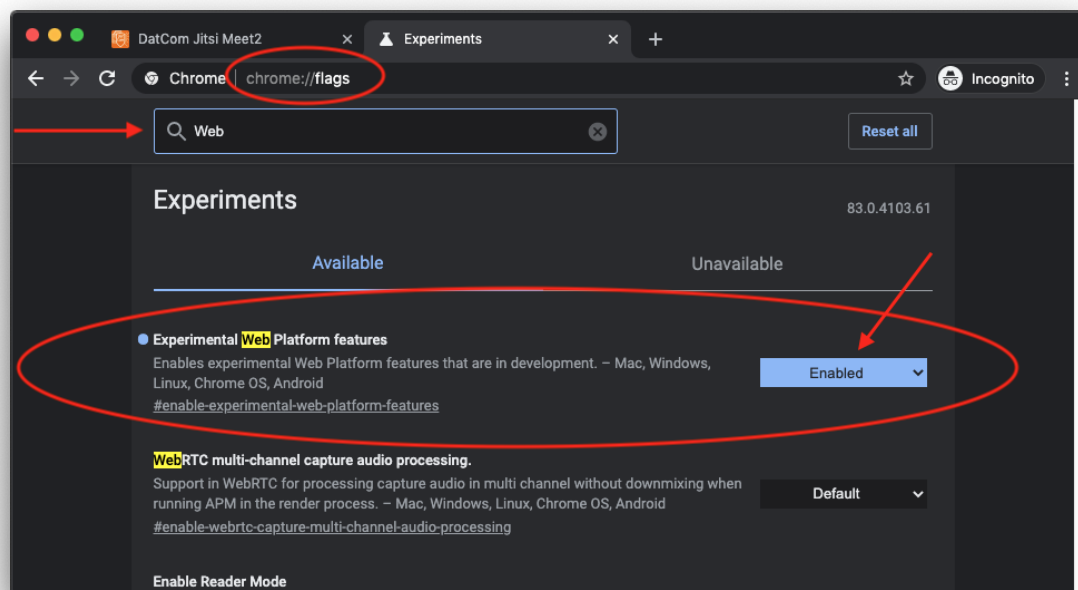 DatCom Jitsi Meet2
Experiments
Chrome
chrome://flags
Incognito
Web
Reset all
Experiments
83.0.4103.61
Available
Unavailable
Experimental Web Platform features
Enables experimental Web Platform features that are in development. – Mac, Windows,
Linux, Chrome OS, Android
#enable-experimental-web-platform-features
Enabled
WebRTC multi-channel capture audio processing.
Support in WebRTC for processing capture audio in multi channel without downmixing when
running APM in the render process. – Mac, Windows, Linux, Chrome OS, Android
#enable-webrtc-capture-multi-channel-audio-processing
Default
Enable Reader Mode